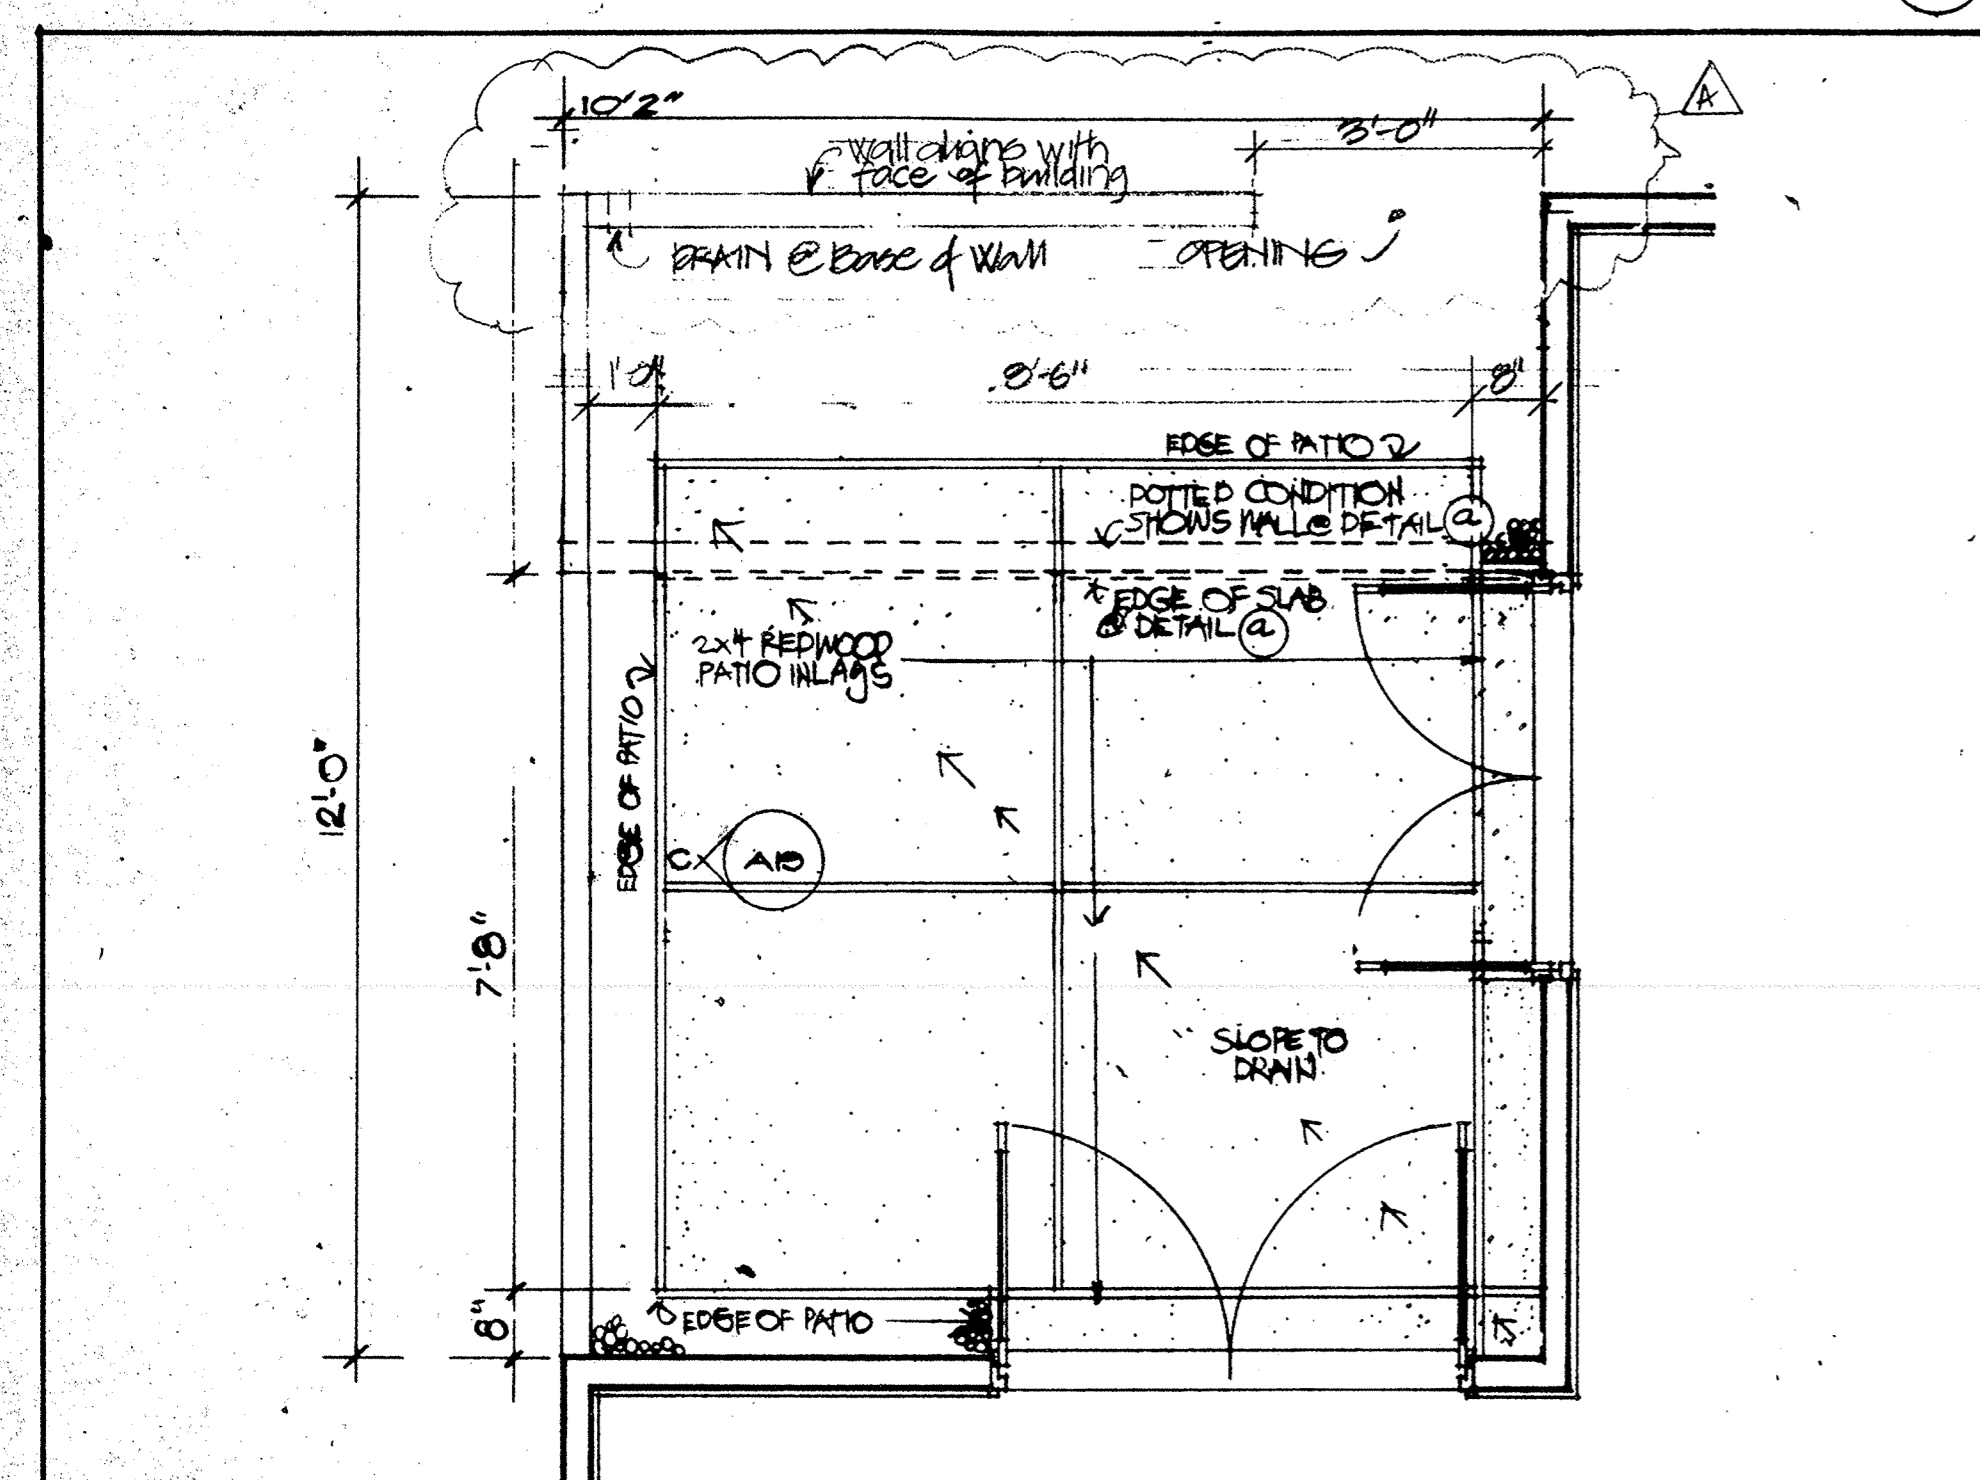 10'2"
A
3'-0"
wall aligns with
face of building
DRAIN @ Base of Wall
OPENING
1'-0"
8'-6"
8"
EDGE OF PATIO
DOTTED CONDITION
SHOWS WALL @ DETAIL a
EDGE OF SLAB
@ DETAIL a
2x4 REDWOOD
PATIO INLAYS
EDGE OF PATIO
12'-0"
C
7'-8"
SLOPE TO
DRAIN
8"
EDGE OF PATIO